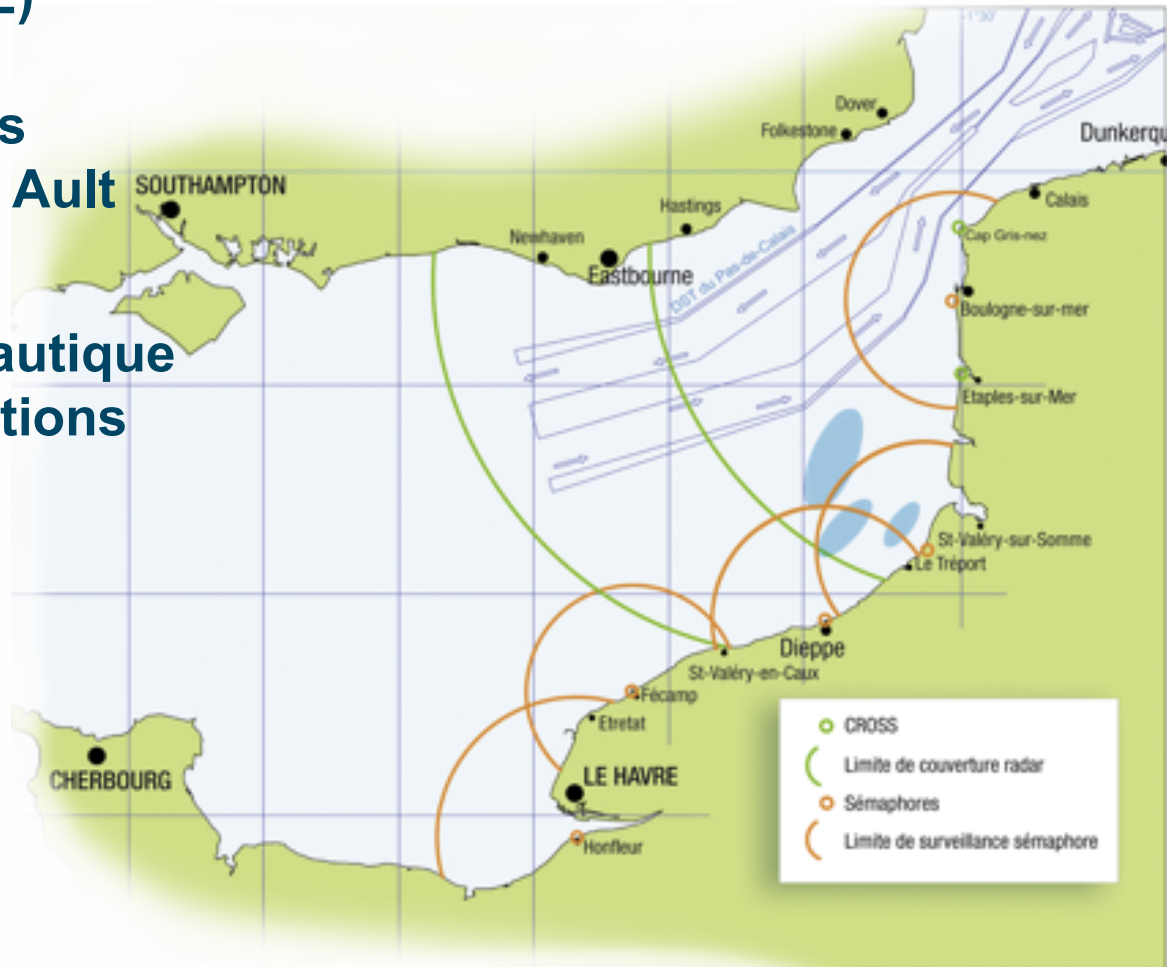 s
Ault
autique
tions
-1°30'
Dover
Folkestone
Dunkerqu
SOUTHAMPTON
Calais
Hastings
Cap Gris-nez
Newhaven
Eastbourne
DST du Pas-de-Calais
Boulogne-sur-mer
Etaples-sur-Mer
St-Valéry-sur-Somme
Le Tréport
Dieppe
St-Valéry-en-Caux
Fécamp
Etretat
CHERBOURG
LE HAVRE
Honfleur
CROSS
Limite de couverture radar
Sémaphores
Limite de surveillance sémaphore